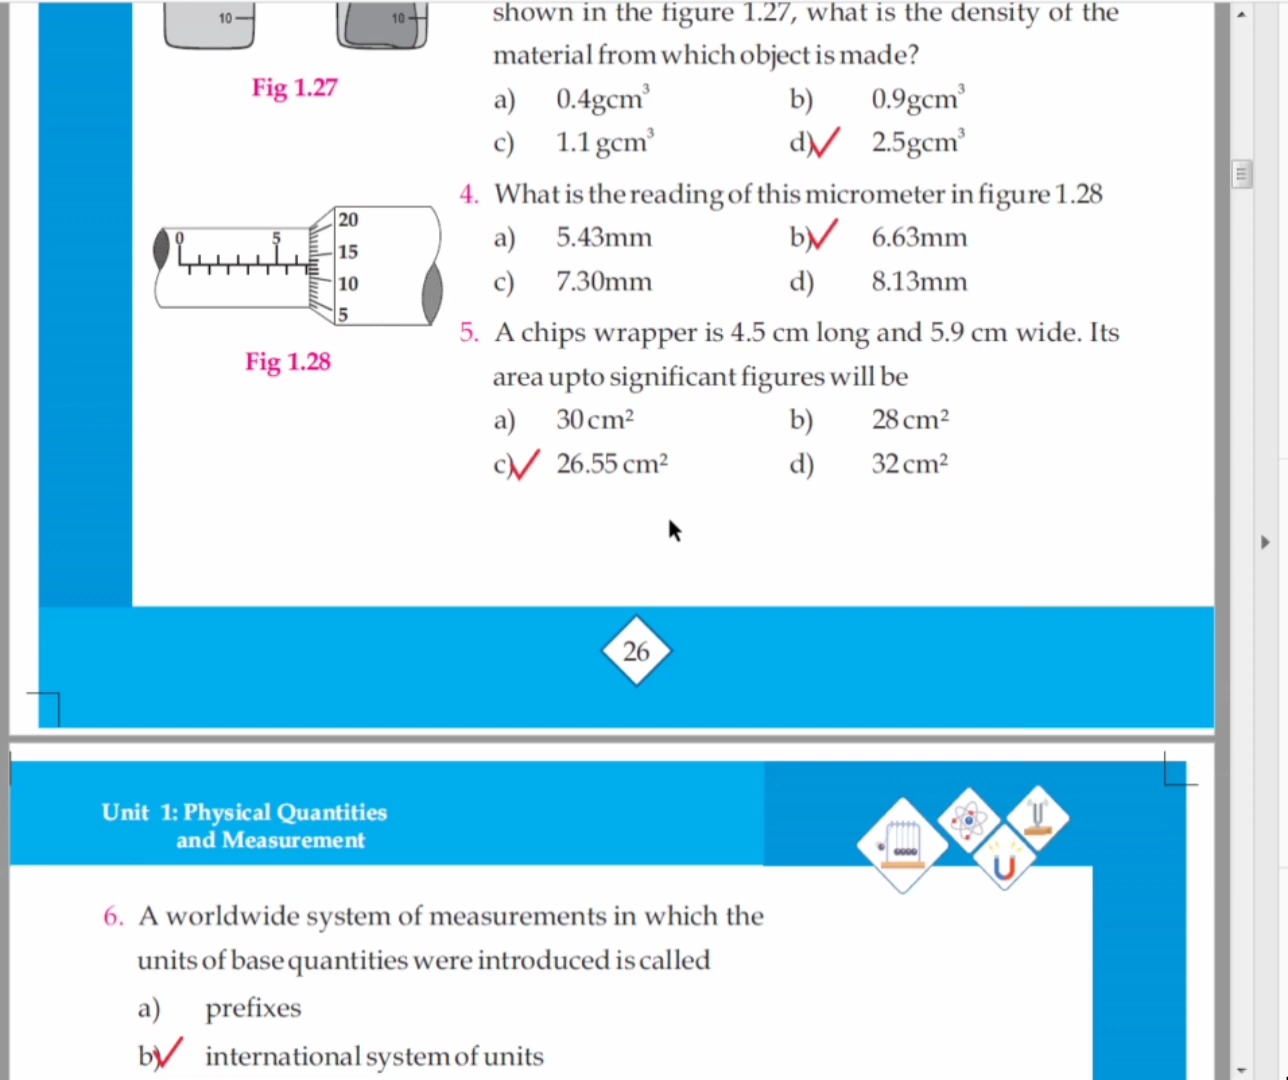 10
10
Fig 1.27
shown in the figure 1.27, what is the density of the
material from which object is made?
a) 0.4gcm³ b) 0.9gcm³
c) 1.1 gcm³ d) 2.5gcm³
4. What is the reading of this micrometer in figure 1.28
a) 5.43mm b) 6.63mm
c) 7.30mm d) 8.13mm
0 5
20
15
10
5
Fig 1.28
5. A chips wrapper is 4.5 cm long and 5.9 cm wide. Its
area upto significant figures will be
a) 30 cm² b) 28 cm²
c) 26.55 cm² d) 32 cm²
26
Unit 1: Physical Quantities
and Measurement
6. A worldwide system of measurements in which the
units of base quantities were introduced is called
a) prefixes
b) international system of units